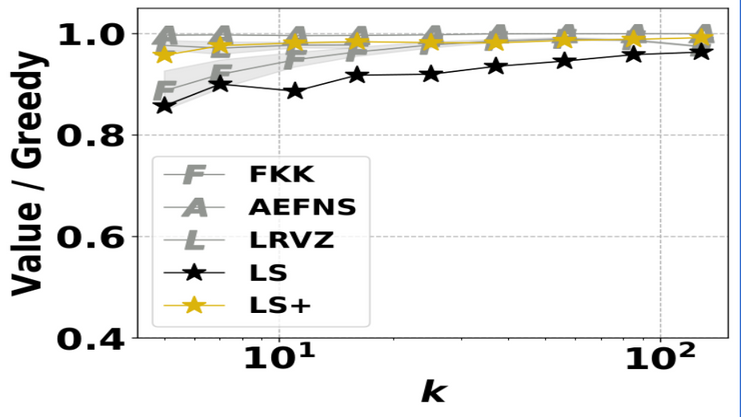 Value / Greedy
1.0
0.8
0.6
0.4
FKK
AEFNS
LRVZ
LS
LS+
10¹
10²
k